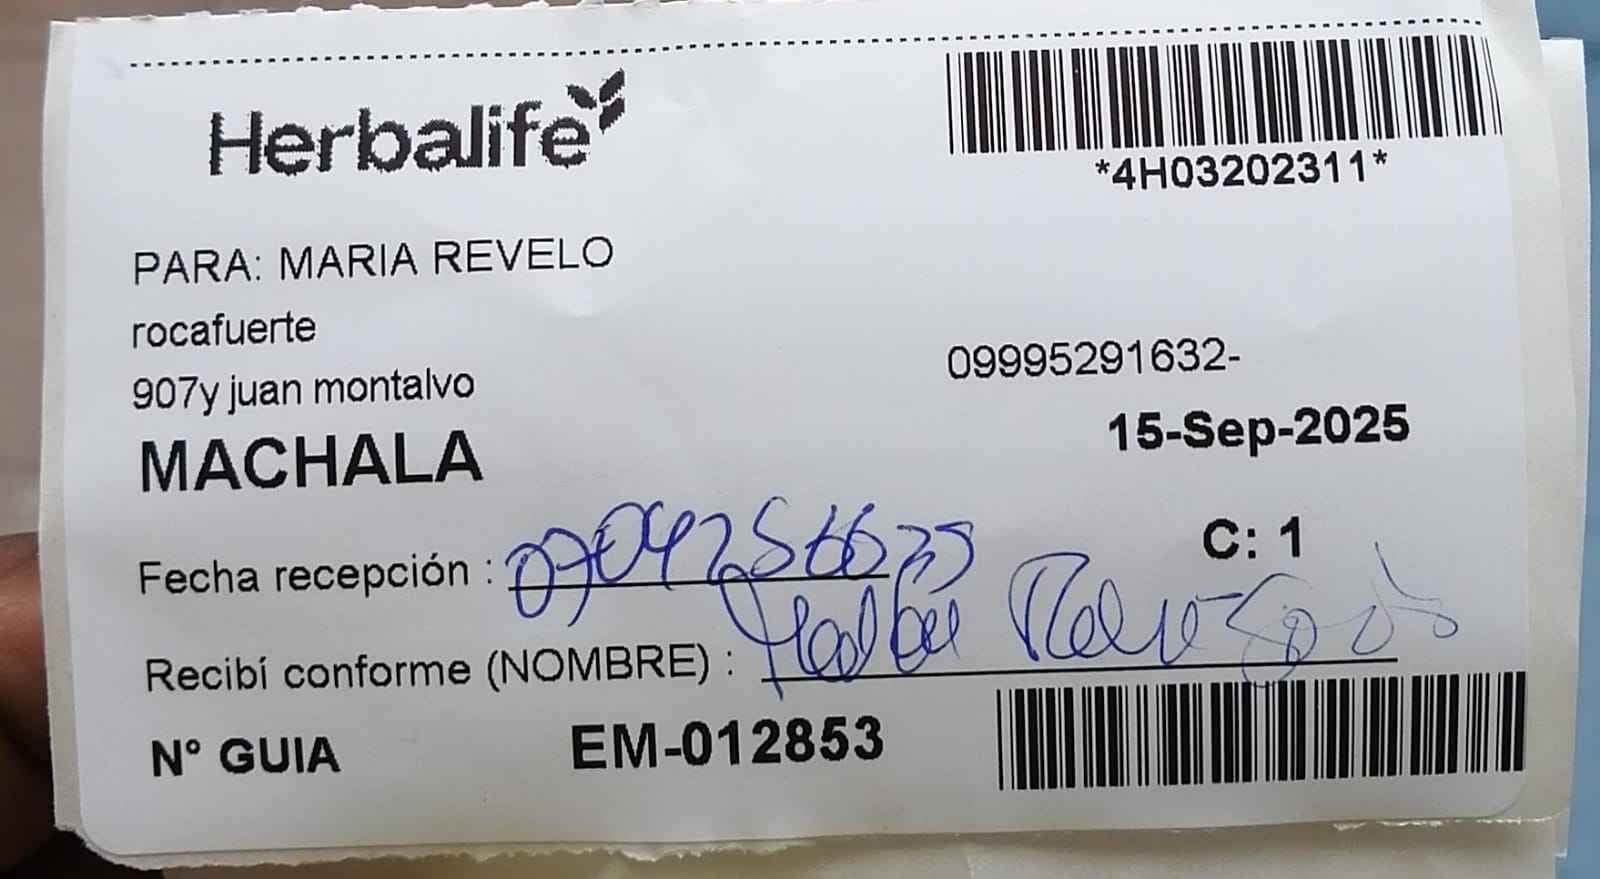 Herbalife
*4H03202311*
PARA: MARIA REVELO
rocafuerte
907y juan montalvo
09995291632-
MACHALA
15-Sep-2025
C: 1
Fecha recepción :
Recibí conforme (NOMBRE) :
N° GUIA EM-012853